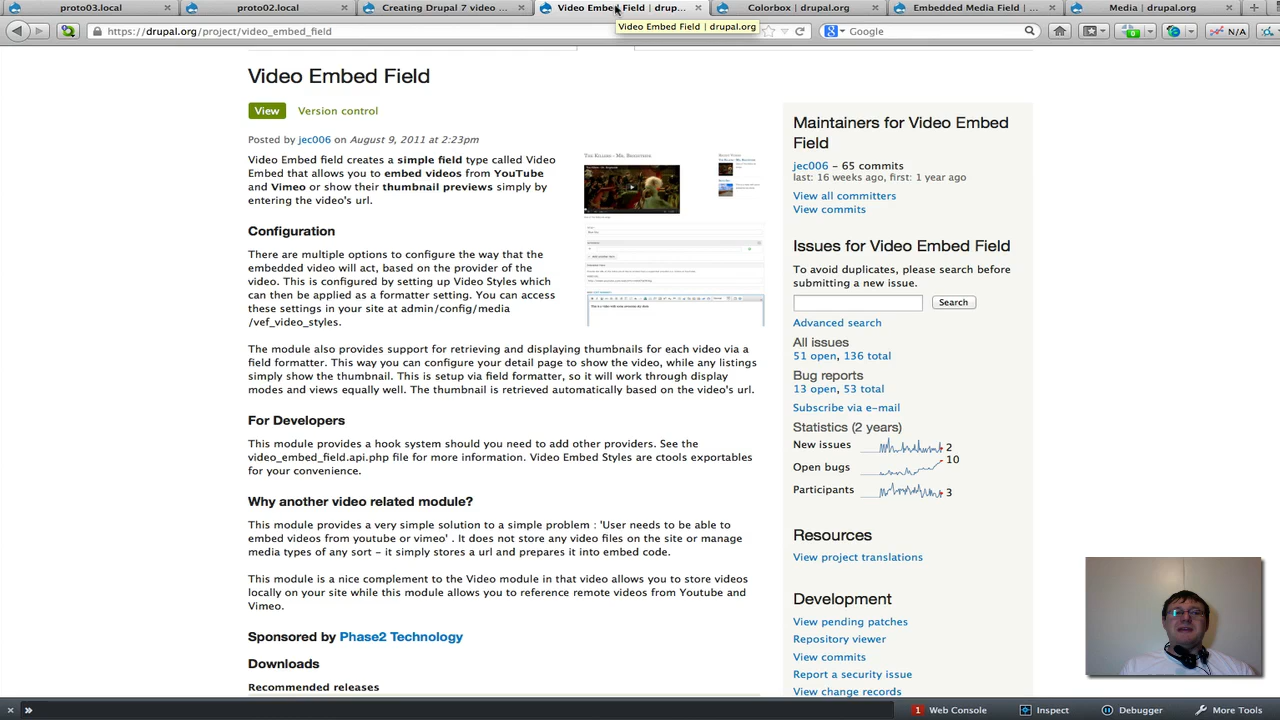 proto03.local
proto02.local
Creating Drupal 7 video ...
Video Embed Field | drup...
Colorbox | drupal.org
Embedded Media Field | ...
Media | drupal.org
https://drupal.org/project/video_embed_field
Video Embed Field | drupal.org
Google
N/A
Video Embed Field
View
Version control
Posted by jec006 on August 9, 2011 at 2:23pm
Video Embed field creates a simple field type called Video
Embed that allows you to embed videos from YouTube
and Vimeo or show their thumbnail previews simply by
entering the video's url.
Configuration
There are multiple options to configure the way that the
embedded video will act, based on the provider of the
video. This is configured by setting up Video Styles which
can then be applied as a formatter setting. You can access
these settings in your site at admin/config/media
/vef_video_styles.
The module also provides support for retrieving and displaying thumbnails for each video via a
field formatter. This way you can configure your detail page to show the video, while any listings
simply show the thumbnail. This is setup via field formatter, so it will work through display
modes and views equally well. The thumbnail is retrieved automatically based on the video's url.
For Developers
This module provides a hook system should you need to add other providers. See the
video_embed_field.api.php file for more information. Video Embed Styles are ctools exportables
for your convenience.
Why another video related module?
This module provides a very simple solution to a simple problem : 'User needs to be able to
embed videos from youtube or vimeo' . It does not store any video files on the site or manage
media types of any sort - it simply stores a url and prepares it into embed code.
This module is a nice complement to the Video module in that video allows you to store videos
locally on your site while this module allows you to reference remote videos from Youtube and
Vimeo.
Sponsored by Phase2 Technology
Downloads
Recommended releases
Maintainers for Video Embed
Field
jec006 – 65 commits
last: 16 weeks ago, first: 1 year ago
View all committers
View commits
Issues for Video Embed Field
To avoid duplicates, please search before
submitting a new issue.
Search
Advanced search
All issues
51 open, 136 total
Bug reports
13 open, 53 total
Subscribe via e-mail
Statistics (2 years)
New issues 2
Open bugs 10
Participants 3
Resources
View project translations
Development
View pending patches
Repository viewer
View commits
Report a security issue
View change records
1 Web Console
Inspect
Debugger
More Tools